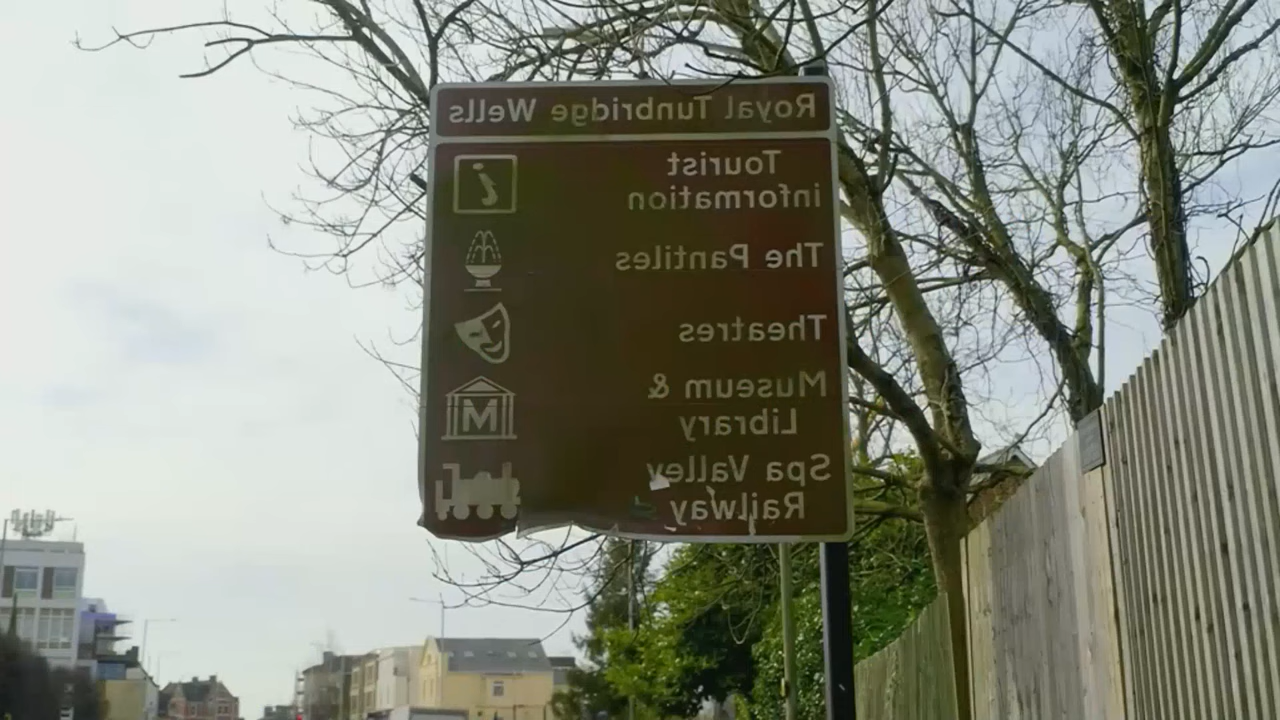 Royal Tunbridge Wells
Tourist
information
i
The Pantiles
Theatres
Museum &
Library
M
Spa Valley
Railway